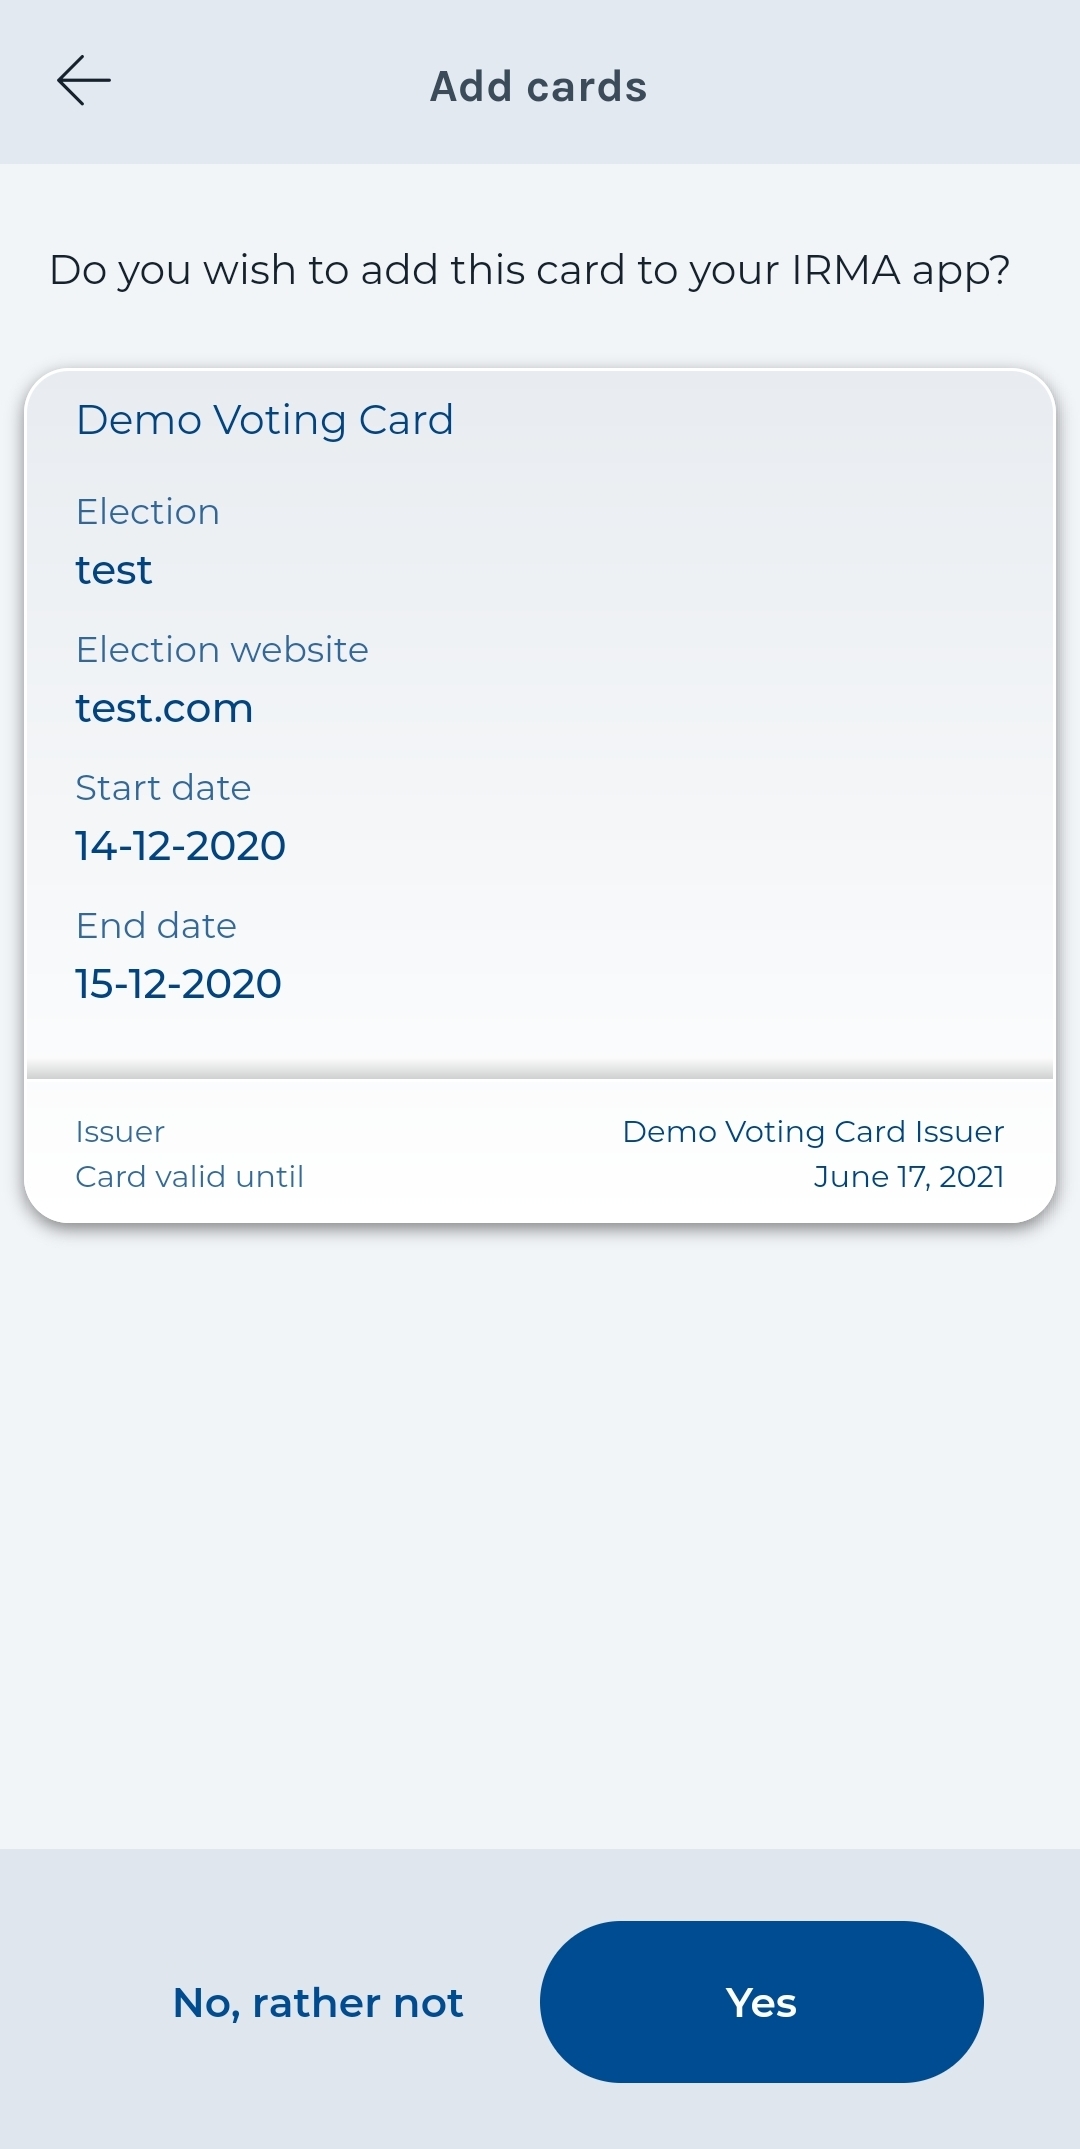 Add cards
Do you wish to add this card to your IRMA app?
Demo Voting Card
Election
test
Election website
test.com
Start date
14-12-2020
End date
15-12-2020
Issuer Demo Voting Card Issuer
Card valid until June 17, 2021
No, rather not Yes